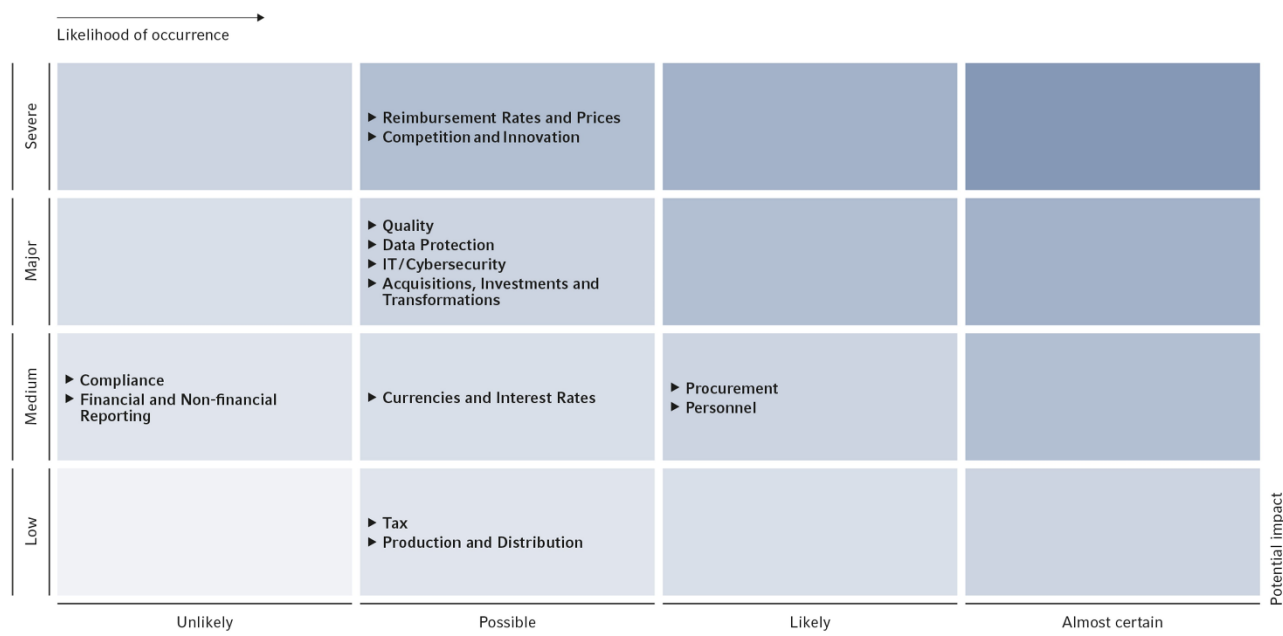 Likelihood of occurrence
Severe
▶ Reimbursement Rates and Prices
▶ Competition and Innovation
Major
▶ Quality
▶ Data Protection
▶ IT/Cybersecurity
▶ Acquisitions, Investments and
Transformations
Medium
▶ Compliance
▶ Financial and Non-financial
Reporting
▶ Currencies and Interest Rates
▶ Procurement
▶ Personnel
Low
▶ Tax
▶ Production and Distribution
Potential impact
Unlikely
Possible
Likely
Almost certain